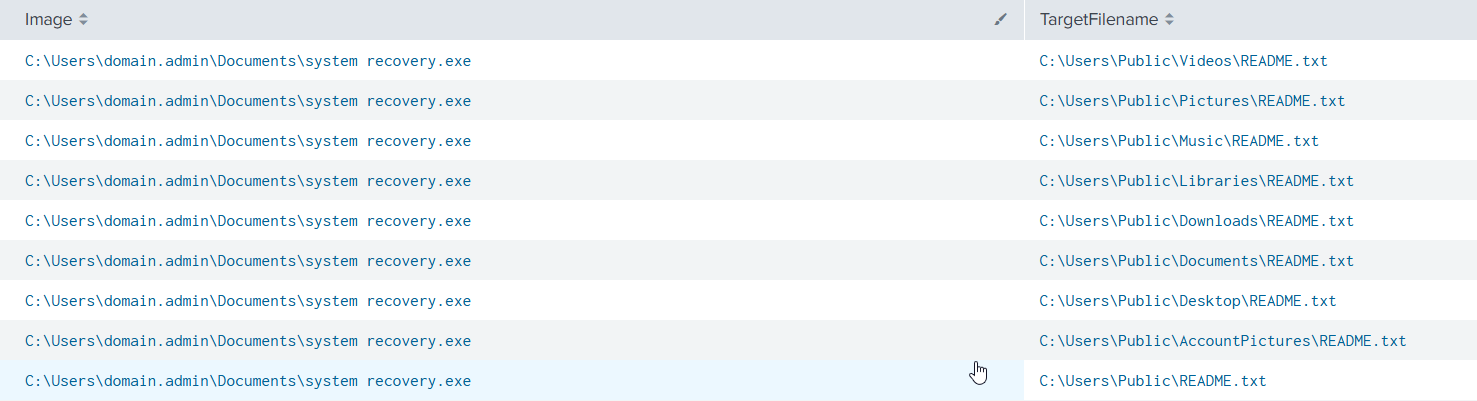 Image TargetFilename
C:\Users\domain.admin\Documents\system recovery.exe C:\Users\Public\Videos\README.txt
C:\Users\domain.admin\Documents\system recovery.exe C:\Users\Public\Pictures\README.txt
C:\Users\domain.admin\Documents\system recovery.exe C:\Users\Public\Music\README.txt
C:\Users\domain.admin\Documents\system recovery.exe C:\Users\Public\Libraries\README.txt
C:\Users\domain.admin\Documents\system recovery.exe C:\Users\Public\Downloads\README.txt
C:\Users\domain.admin\Documents\system recovery.exe C:\Users\Public\Documents\README.txt
C:\Users\domain.admin\Documents\system recovery.exe C:\Users\Public\Desktop\README.txt
C:\Users\domain.admin\Documents\system recovery.exe C:\Users\Public\AccountPictures\README.txt
C:\Users\domain.admin\Documents\system recovery.exe C:\Users\Public\README.txt